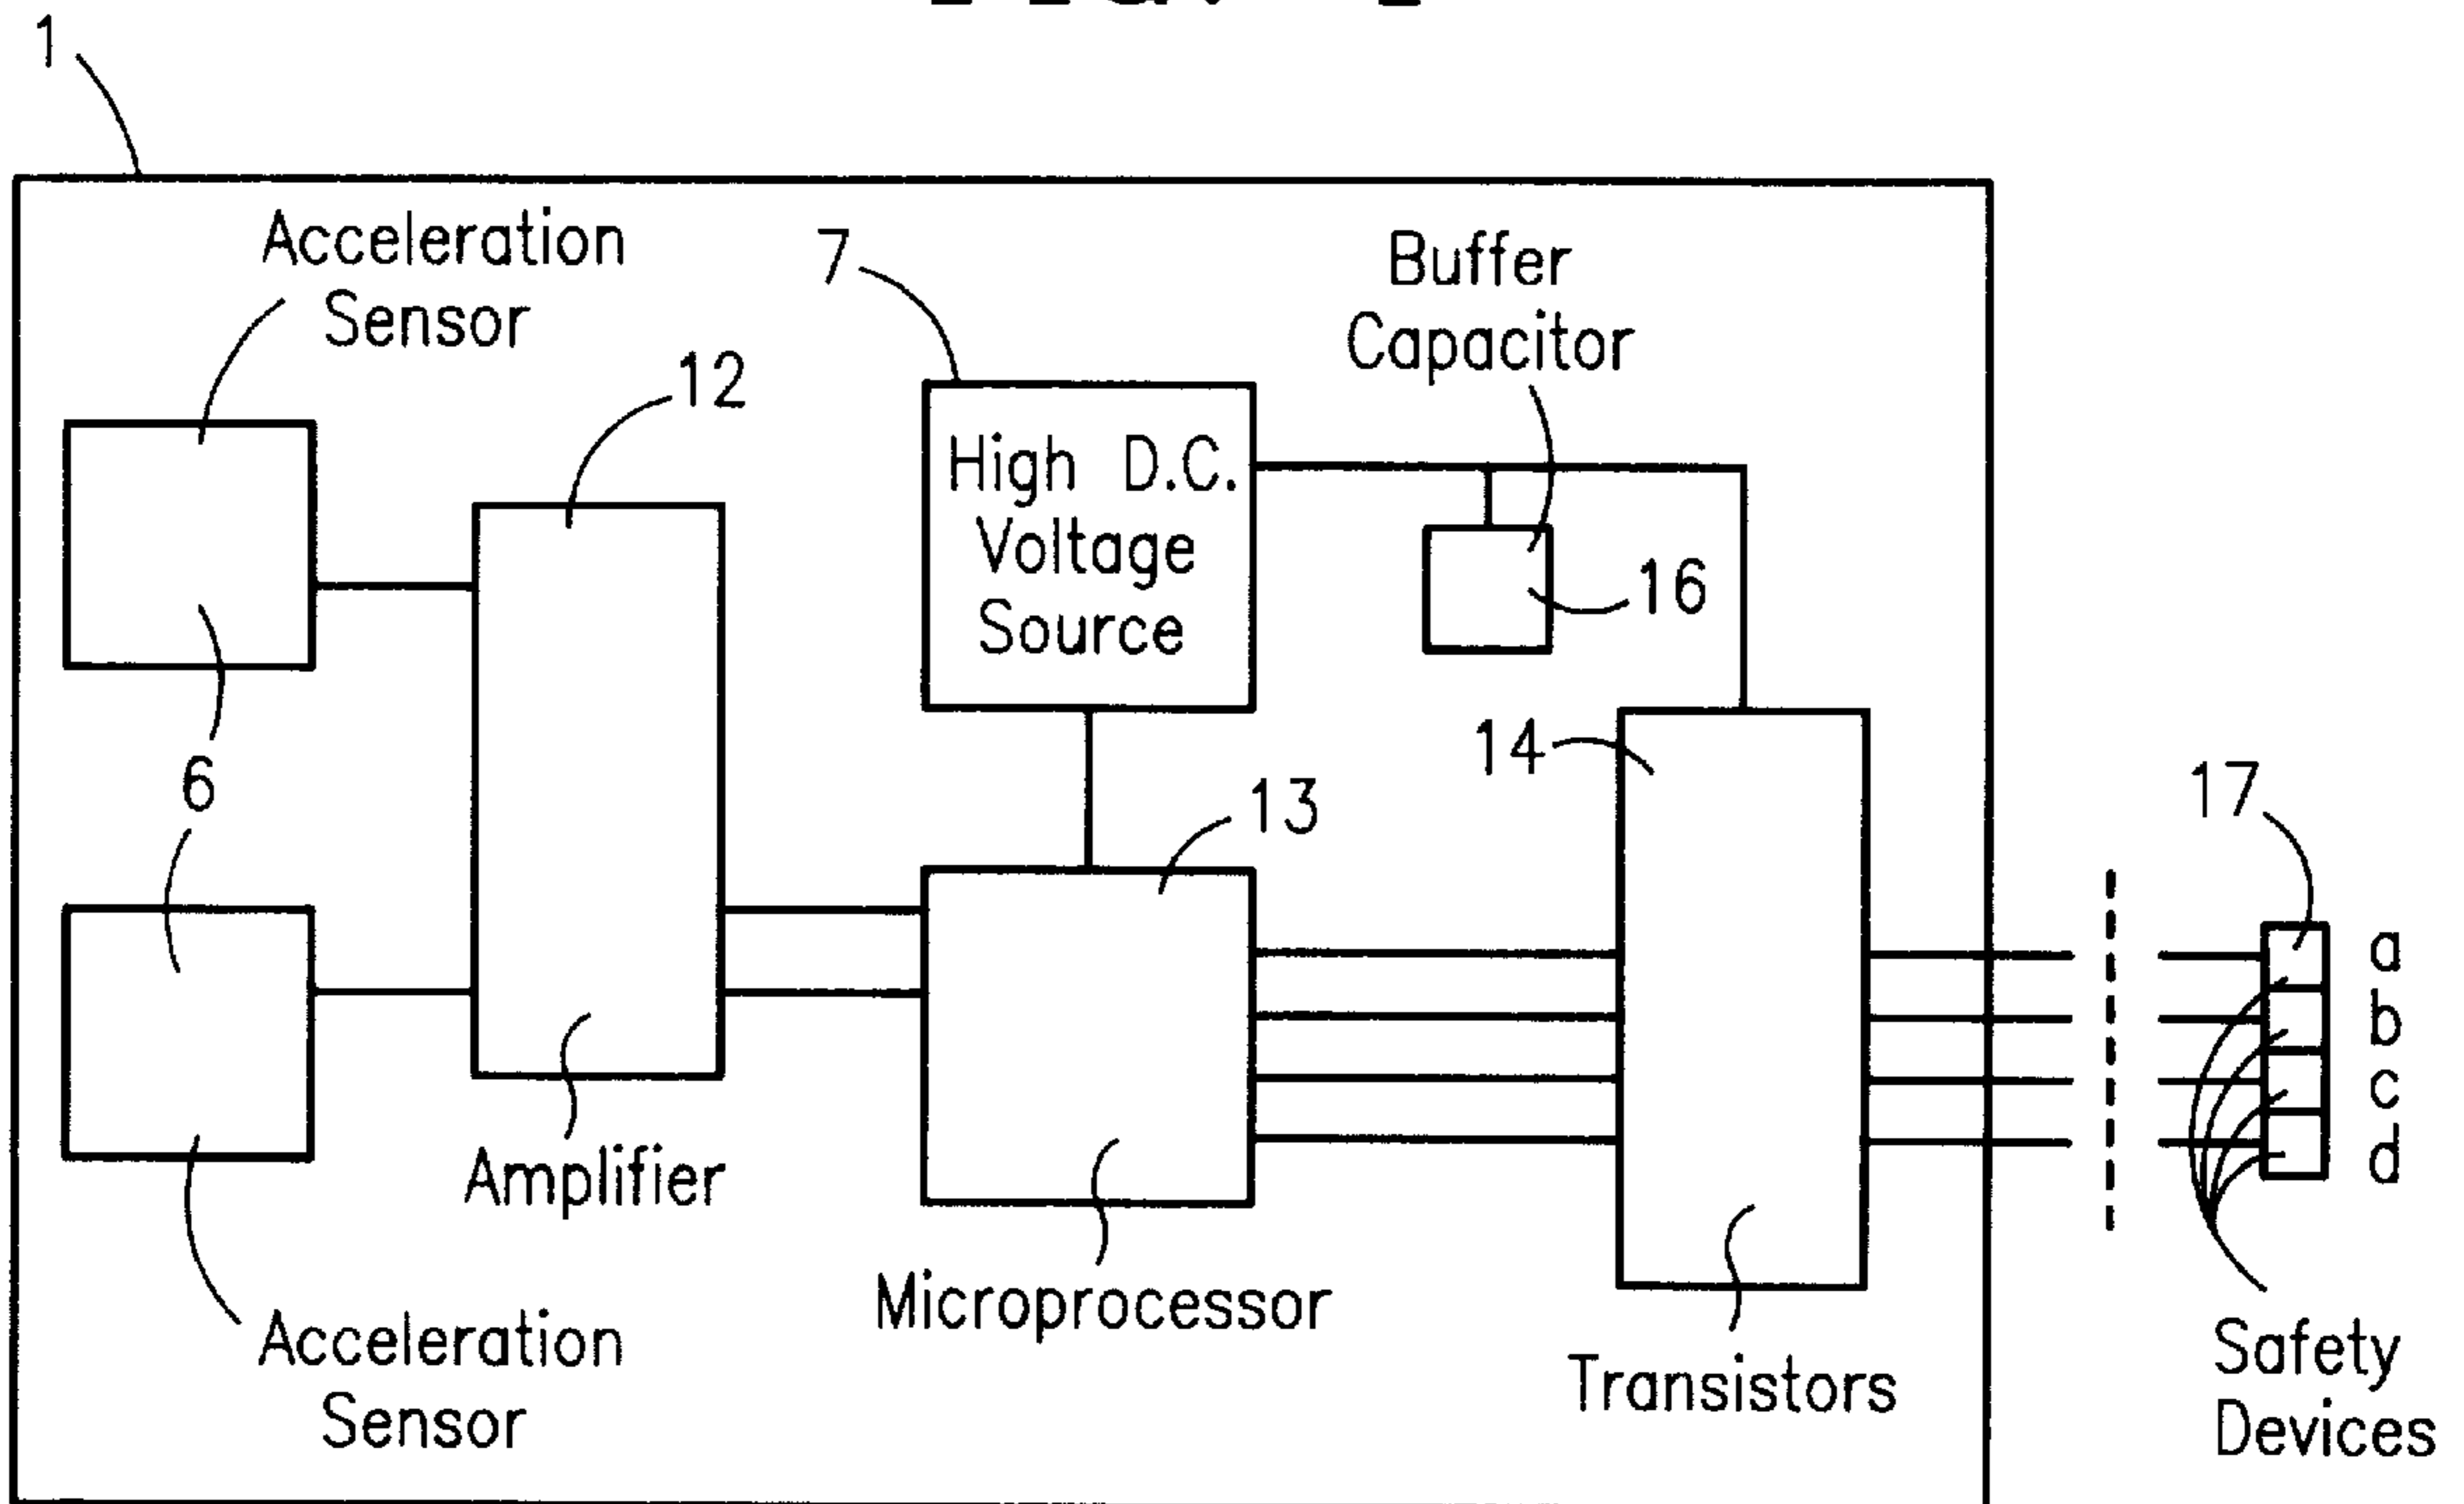 1
Acceleration
Sensor
12
7
High D.C.
Voltage
Source
Buffer
Capacitor
16
6
13
14
17
a
b
c
d
Amplifier
Microprocessor
Transistors
Acceleration
Sensor
Safety
Devices